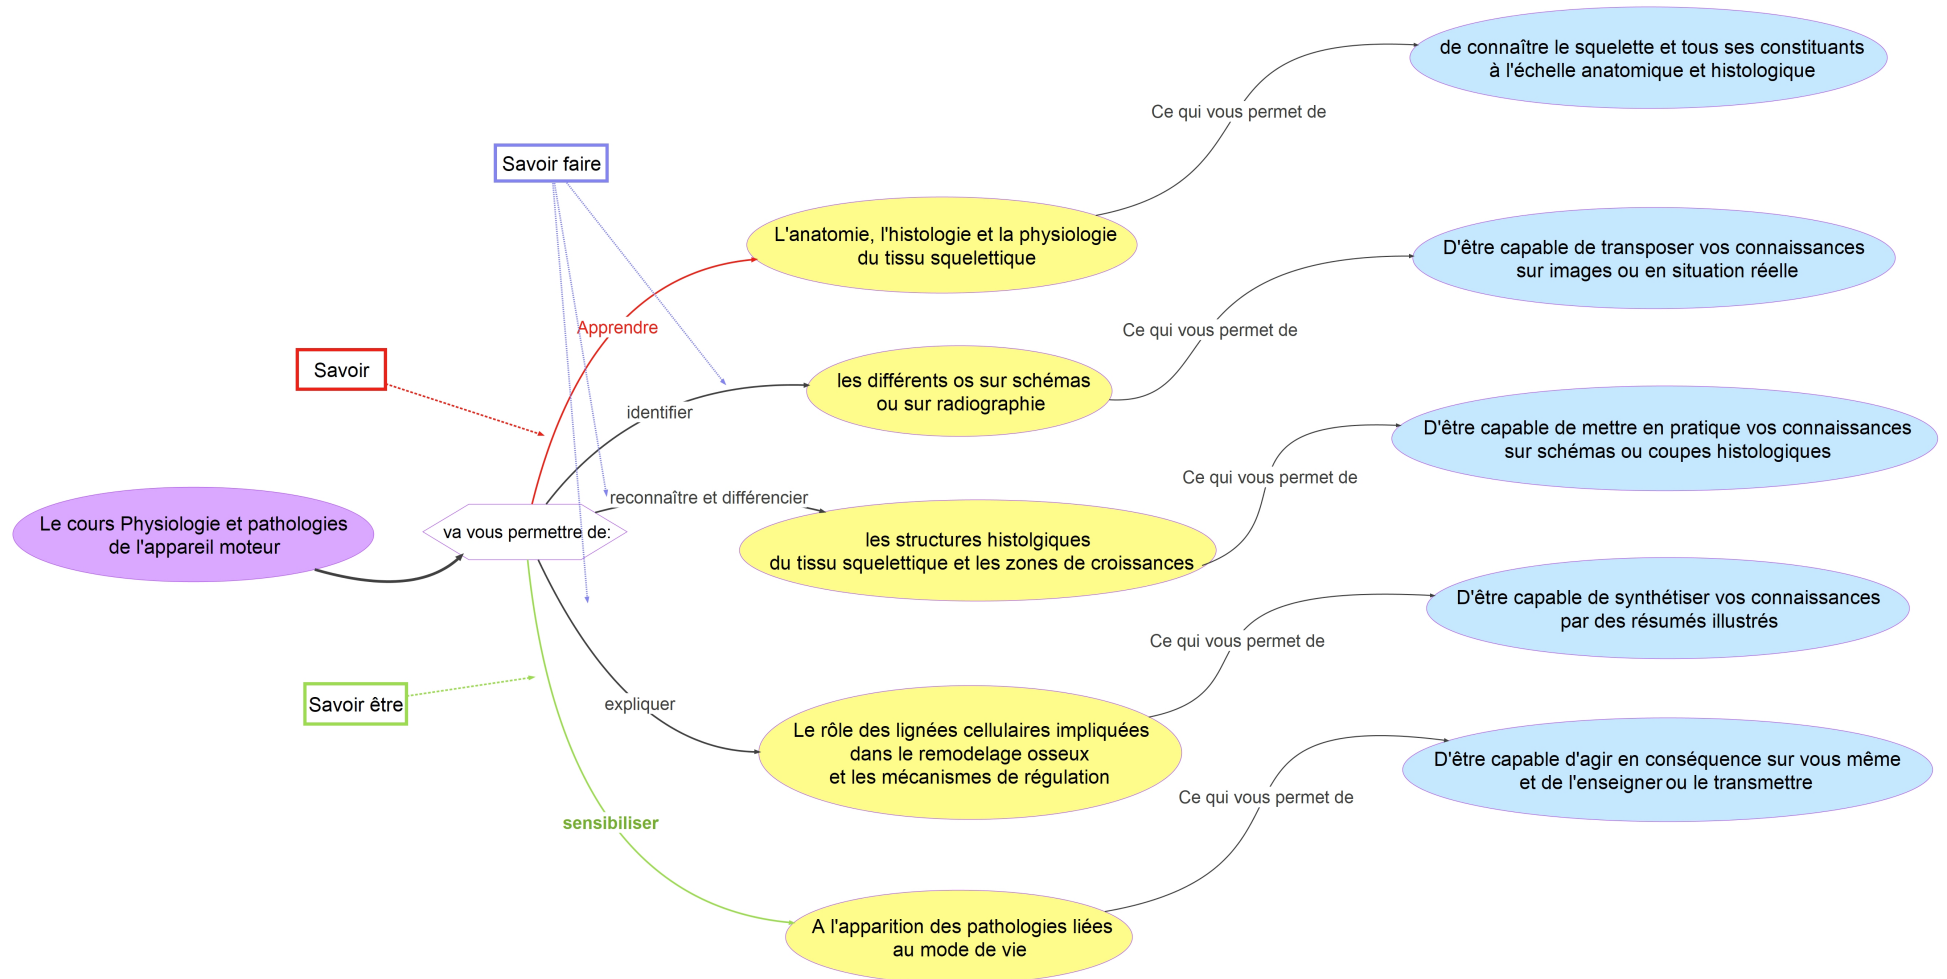 de connaître le squelette et tous ses constituants
à l'échelle anatomique et histologique
Ce qui vous permet de
Savoir faire
L'anatomie, l'histologie et la physiologie
du tissu squelettique
D'être capable de transposer vos connaissances
sur images ou en situation réelle
Apprendre
Ce qui vous permet de
Savoir
les différents os sur schémas
ou sur radiographie
identifier
D'être capable de mettre en pratique vos connaissances
sur schémas ou coupes histologiques
Ce qui vous permet de
reconnaître et différencier
Le cours Physiologie et pathologies
de l'appareil moteur
va vous permettre de:
les structures histolgiques
du tissu squelettique et les zones de croissances
D'être capable de synthétiser vos connaissances
par des résumés illustrés
Ce qui vous permet de
Savoir être
expliquer
Le rôle des lignées cellulaires impliquées
dans le remodelage osseux
et les mécanismes de régulation
D'être capable d'agir en conséquence sur vous même
et de l'enseigner ou le transmettre
Ce qui vous permet de
sensibiliser
A l'apparition des pathologies liées
au mode de vie